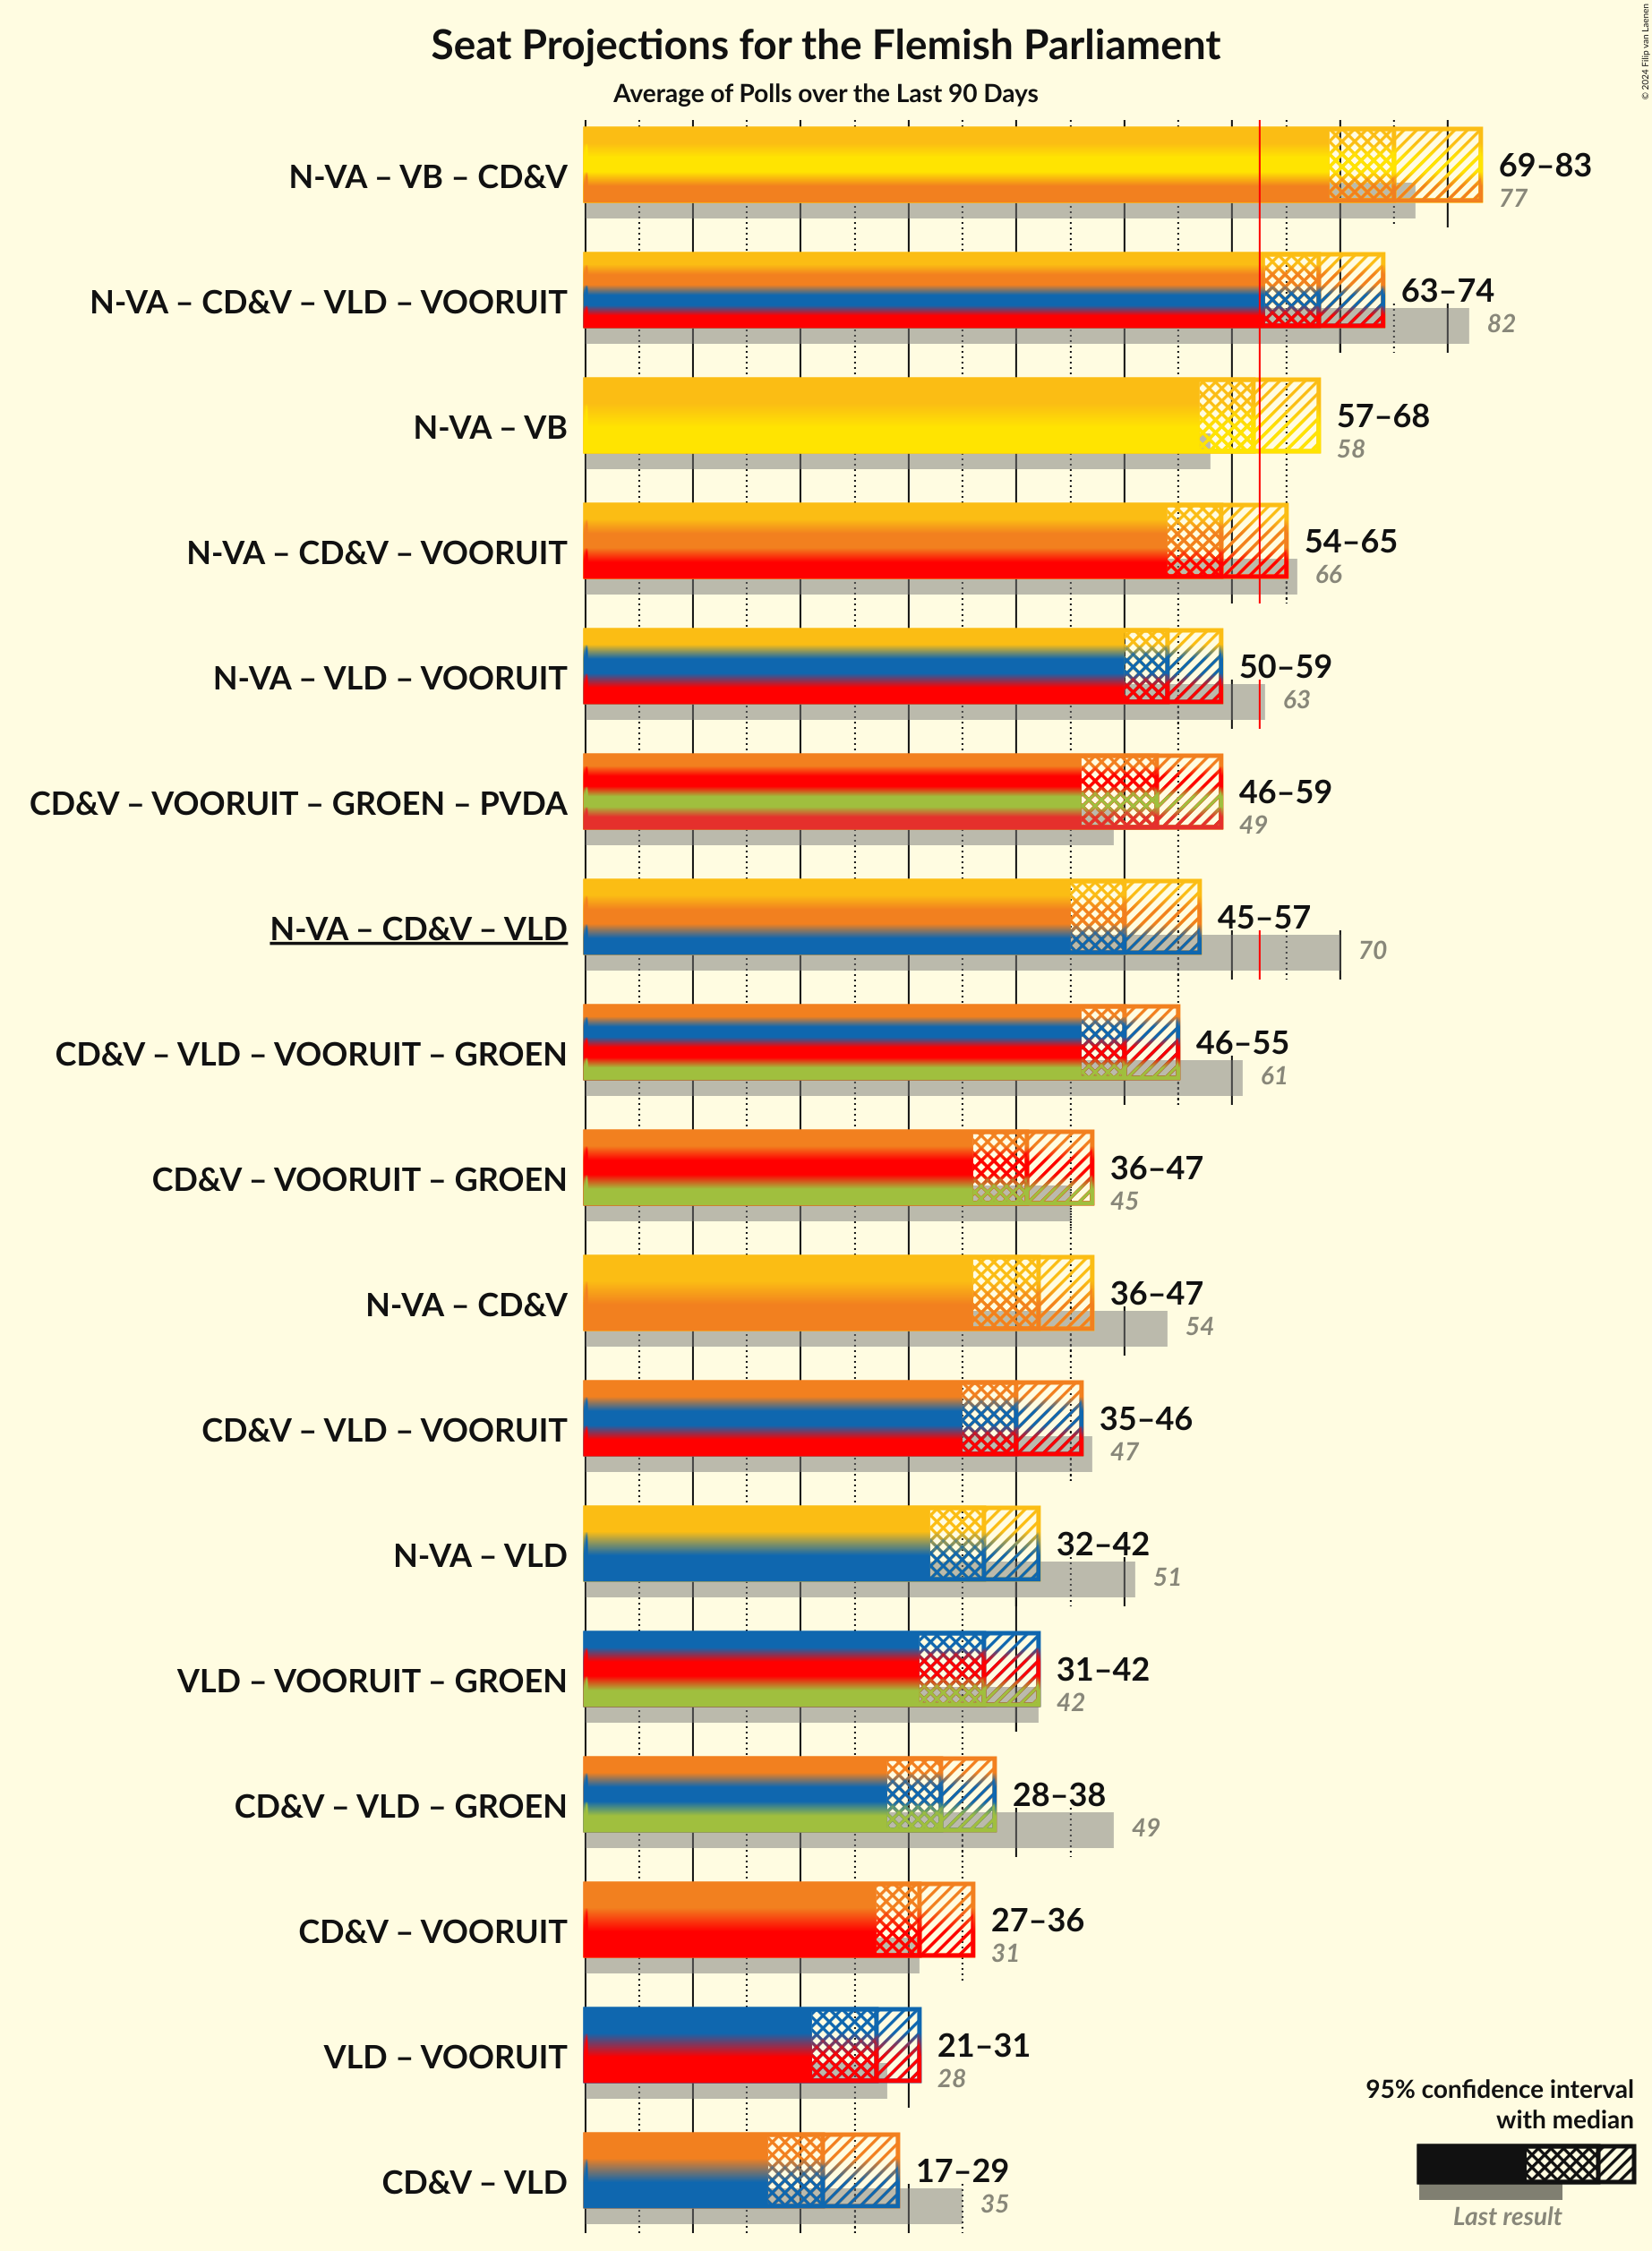 Seat Projections for the Flemish Parliament
Average of Polls over the Last 90 Days
© 2024 Filip van Laenen
N-VA – VB – CD&V
69–83
77
N-VA – CD&V – VLD – VOORUIT
63–74
82
N-VA – VB
57–68
58
N-VA – CD&V – VOORUIT
54–65
66
N-VA – VLD – VOORUIT
50–59
63
CD&V – VOORUIT – GROEN – PVDA
46–59
49
N-VA – CD&V – VLD
45–57
70
CD&V – VLD – VOORUIT – GROEN
46–55
61
CD&V – VOORUIT – GROEN
36–47
45
N-VA – CD&V
36–47
54
CD&V – VLD – VOORUIT
35–46
47
N-VA – VLD
32–42
51
VLD – VOORUIT – GROEN
31–42
42
CD&V – VLD – GROEN
28–38
49
CD&V – VOORUIT
27–36
31
VLD – VOORUIT
21–31
28
CD&V – VLD
17–29
35
95% confidence interval
with median
Last result